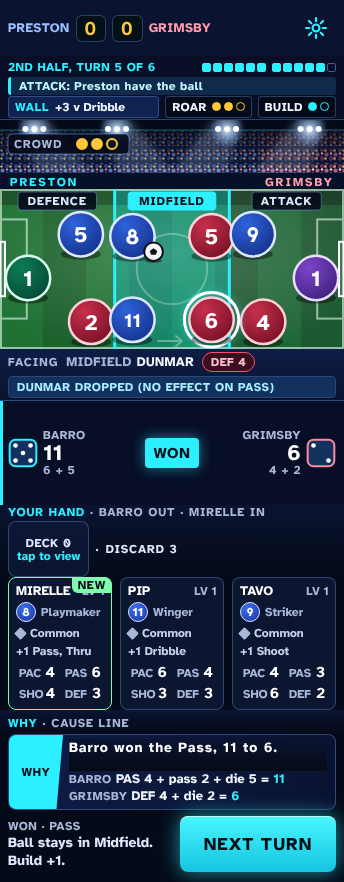 PRESTON 0 0 GRIMSBY
2ND HALF, TURN 5 OF 6
ATTACK: Preston have the ball
WALL +3 v Dribble ROAR BUILD
CROWD
PRESTON GRIMSBY
DEFENCE MIDFIELD ATTACK
5 8 5 9
1 1
2 11 6 4
FACING MIDFIELD DUNMAR DEF 4
DUNMAR DROPPED (NO EFFECT ON PASS)
BARRO GRIMSBY
11 WON 6
6 + 5 4 + 2
YOUR HAND · BARRO OUT · MIRELLE IN
DECK 0
tap to view · DISCARD 3
NEW
MIRELLE PIP LV 1 TAVO LV 1
8 Playmaker 11 Winger 9 Striker
Common Common Common
+1 Pass, Thru +1 Dribble +1 Shoot
PAC 4 PAS 6 PAC 6 PAS 4 PAC 4 PAS 3
SHO 4 DEF 3 SHO 3 DEF 3 SHO 6 DEF 2
WHY · CAUSE LINE
WHY
Barro won the Pass, 11 to 6.
BARRO PAS 4 + pass 2 + die 5 = 11
GRIMSBY DEF 4 + die 2 = 6
WON · PASS
Ball stays in Midfield.
Build +1.
NEXT TURN